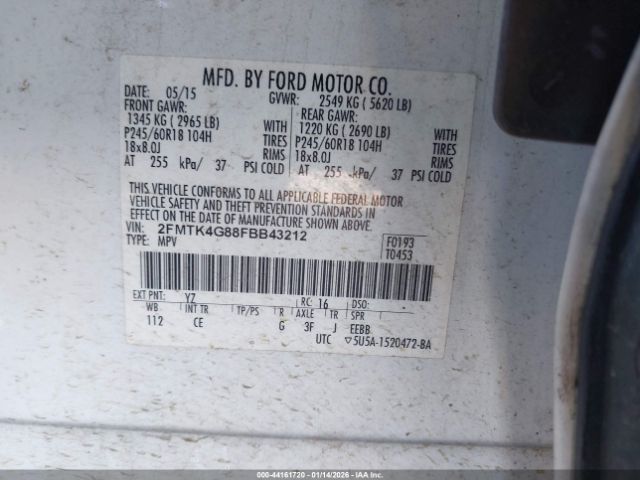 MFD. BY FORD MOTOR CO.
DATE: 05/15 GVWR: 2549 KG ( 5620 LB)
FRONT GAWR: REAR GAWR:
1345 KG ( 2965 LB) 1220 KG ( 2690 LB)
P245/60R18 104H TIRES P245/60R18 104H TIRES
18x8.0J RIMS 18x8.0J RIMS
AT 255 kPa/ 37 PSI COLD AT 255 kPa/ 37 PSI COLD
THIS VEHICLE CONFORMS TO ALL APPLICABLE FEDERAL MOTOR
VEHICLE SAFETY AND THEFT PREVENTION STANDARDS IN
EFFECT ON THE DATE OF MANUFACTURE SHOWN ABOVE.
VIN: 2FMTK4G88FBB43212 F0193
TYPE: MPV T0453
EXT PNT: YZ RC: 16 DSO:
WB INT TR TP/PS R AXLE TR SPR
112 CE G 3F J EEBB
UTC ▽5U5A-1520472-BA
000-44161720 - 01/14/2026 - IAAI.COM